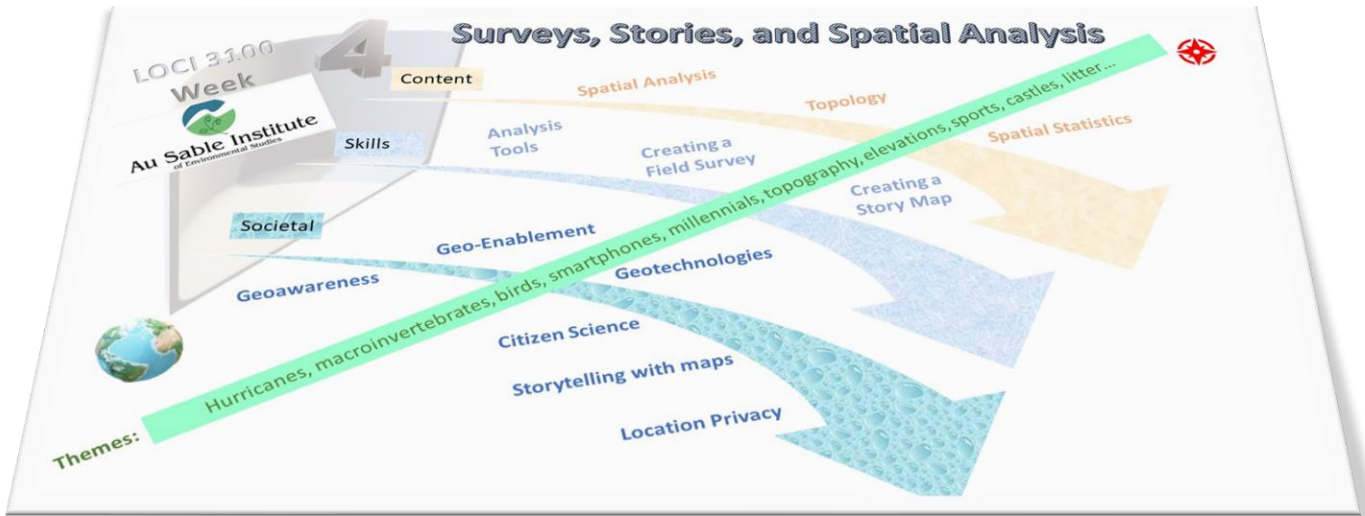 Surveys, Stories, and Spatial Analysis
LOCI 3100
Week
4
Au Sable Institute
of Environmental Studies
Content
Spatial Analysis
Topology
Spatial Statistics
Skills
Analysis
Tools
Creating a
Field Survey
Creating a
Story Map
Societal
Geoawareness
Geo-Enablement
Geotechnologies
Citizen Science
Storytelling with maps
Location Privacy
Themes:
Hurricanes, macroinvertebrates, birds, smartphones, millennials, topography, elevations, sports, castles, litter...